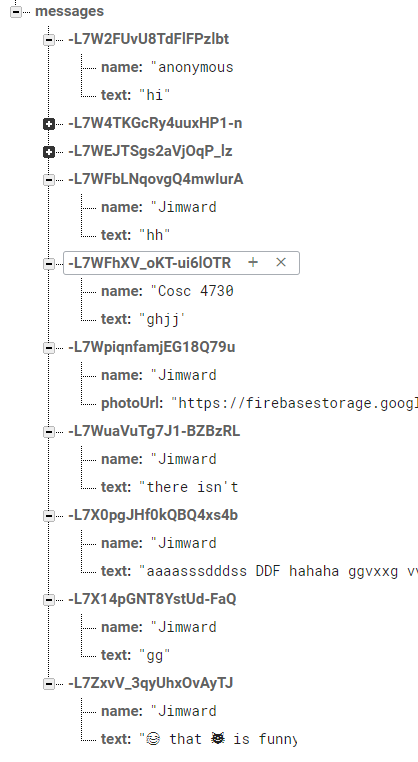 messages
-L7W2FUvU8TdFlFPzlbt
name: "anonymous
text: "hi"
-L7W4TKGcRy4uuxHP1-n
-L7WEJTSgs2aVjOqP_lz
-L7WFbLNqovgQ4mwlurA
name: "Jimward
text: "hh"
-L7WFhXV_oKT-ui6lOTR
name: "Cosc 4730
text: "ghjj'
-L7WpiqnfamjEG18Q79u
name: "Jimward
photoUrl: "https://firebasestorage.googl
-L7WuaVuTg7J1-BZBzRL
name: "Jimward
text: "there isn't
-L7X0pgJHf0kQBQ4xs4b
name: "Jimward
text: "aaaasssdddss DDF hahaha ggvxxg vv
-L7X14pGNT8YstUd-FaQ
name: "Jimward
text: "gg"
-L7ZxvV_3qyUhxOvAyTJ
name: "Jimward
text: "😊 that 🐱 is funny